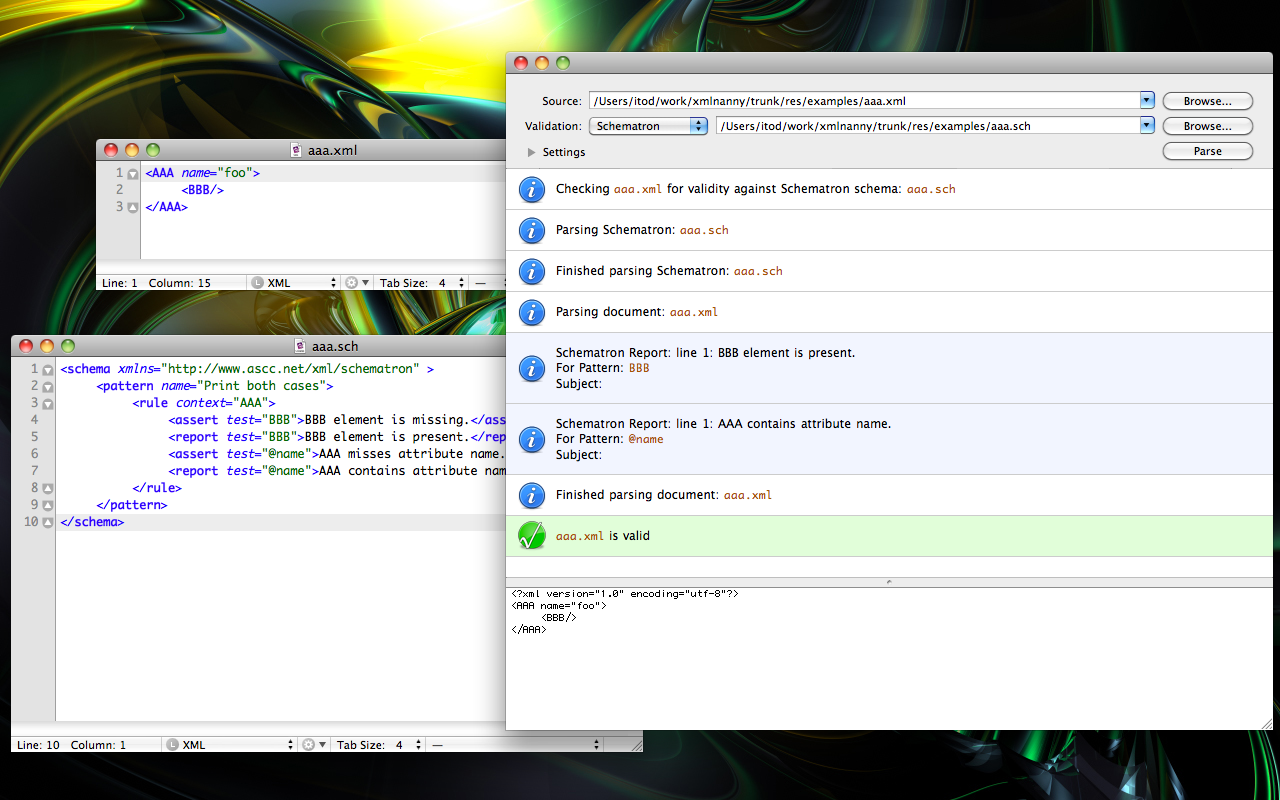 Source: /Users/itod/work/xmlnanny/trunk/res/examples/aaa.xml Browse...
Validation: Schematron /Users/itod/work/xmlnanny/trunk/res/examples/aaa.sch Browse...
Settings Parse
Checking aaa.xml for validity against Schematron schema: aaa.sch
Parsing Schematron: aaa.sch
Finished parsing Schematron: aaa.sch
Parsing document: aaa.xml
Schematron Report: line 1: BBB element is present.
For Pattern: BBB
Subject:
Schematron Report: line 1: AAA contains attribute name.
For Pattern: @name
Subject:
Finished parsing document: aaa.xml
aaa.xml is valid
<?xml version="1.0" encoding="utf-8"?>
<AAA name="foo">
<BBB/>
</AAA>
aaa.xml
1 <AAA name="foo">
2 <BBB/>
3 </AAA>
Line: 1 Column: 15 L XML Tab Size: 4 —
aaa.sch
1 <schema xmlns="http://www.ascc.net/xml/schematron" >
2 <pattern name="Print both cases">
3 <rule context="AAA">
4 <assert test="BBB">BBB element is missing.</ass
5 <report test="BBB">BBB element is present.</rep
6 <assert test="@name">AAA misses attribute name.
7 <report test="@name">AAA contains attribute nam
8 </rule>
9 </pattern>
10 </schema>
Line: 10 Column: 1 L XML Tab Size: 4 —